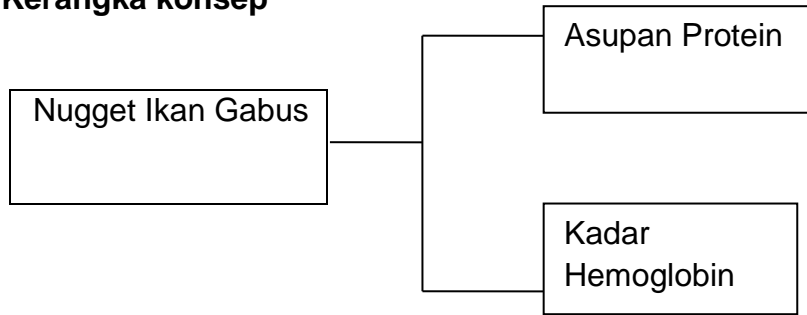 Kerangka konsep
Asupan Protein
Nugget Ikan Gabus
Kadar
Hemoglobin